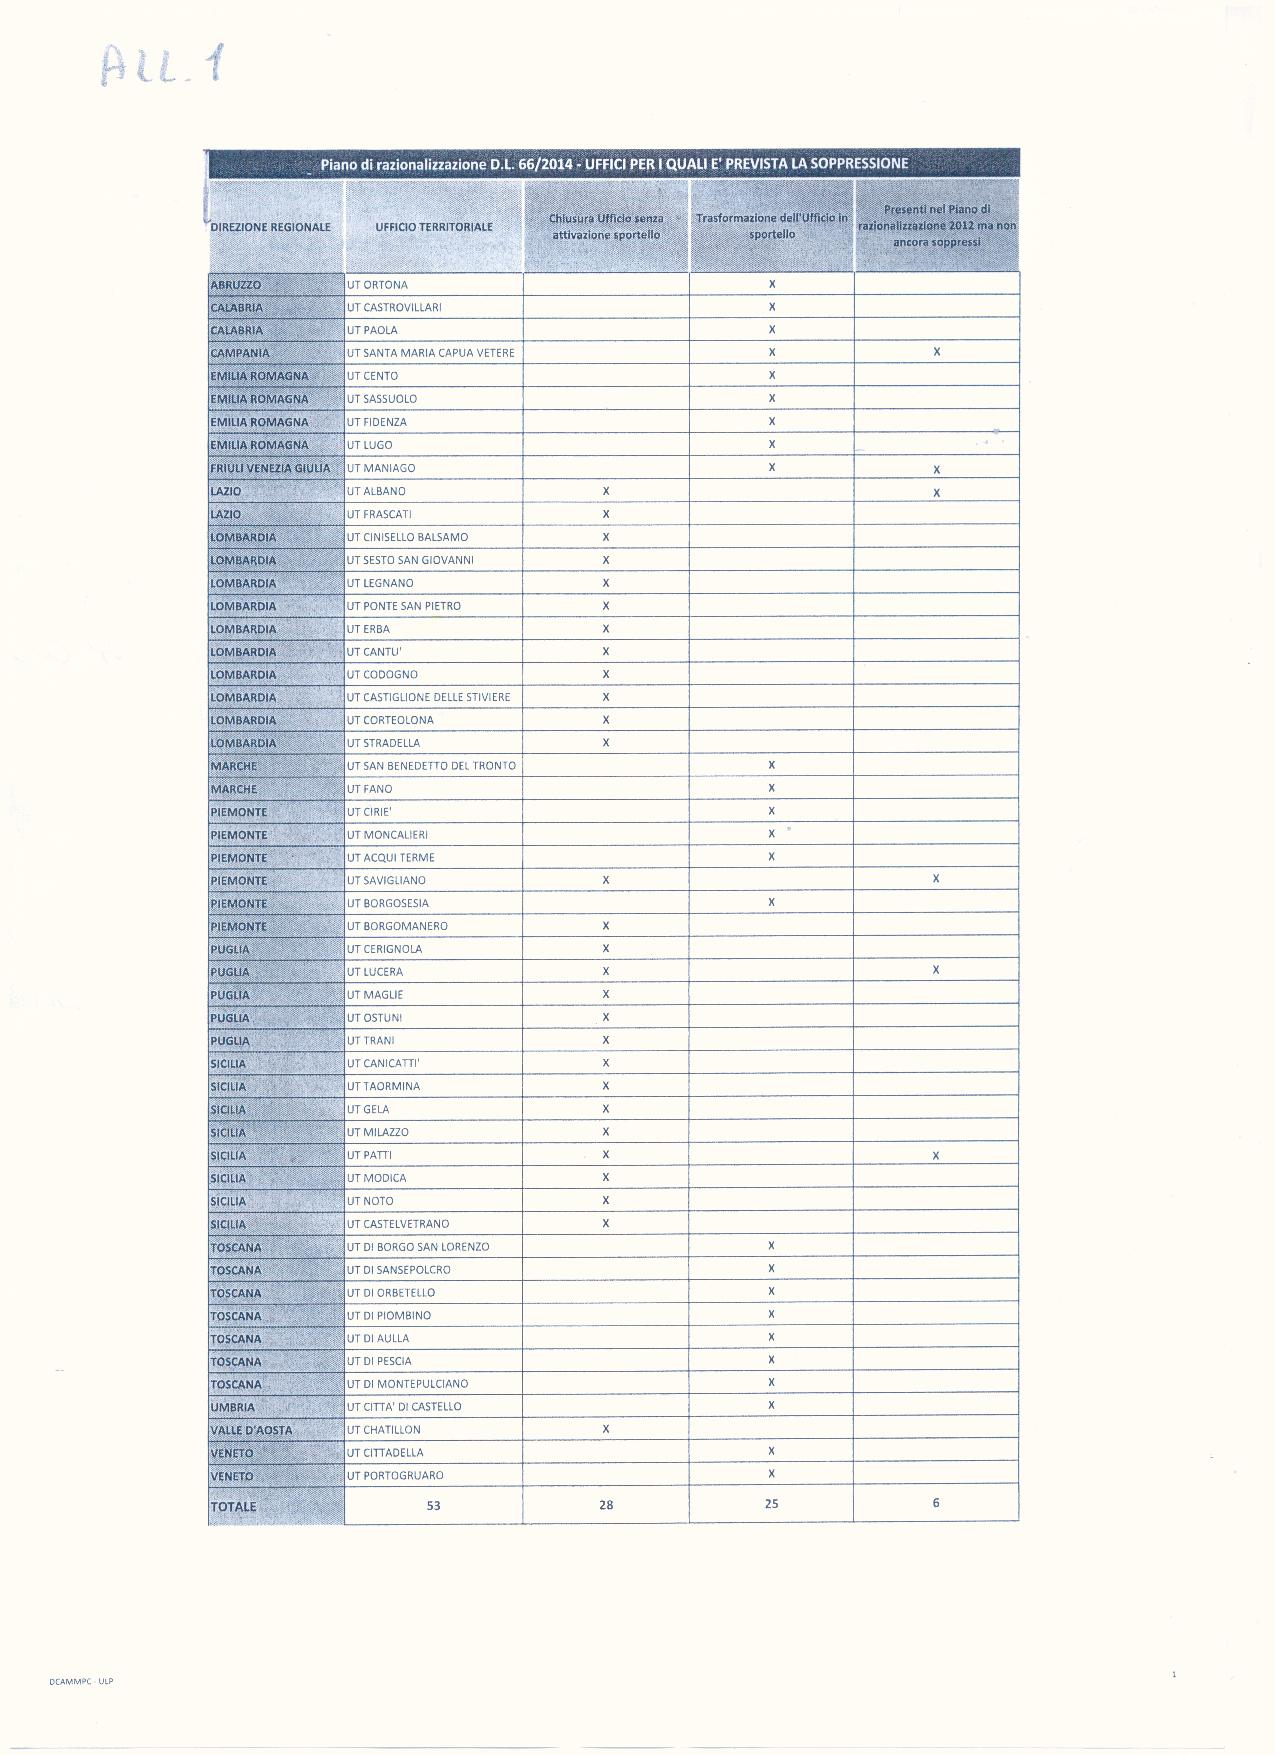 ALL. 1
Piano di razionalizzazione D.L. 66/2014 - UFFICI PER I QUALI E' PREVISTA LA SOPPRESSIONE
DIREZIONE REGIONALE UFFICIO TERRITORIALE Chiusura Ufficio senza attivazione sportello Trasformazione dell'Ufficio in sportello Presenti nel Piano di razionalizzazione 2012 ma non ancora soppressi
ABRUZZO UT ORTONA X
CALABRIA UT CASTROVILLARI X
CALABRIA UT PAOLA X
CAMPANIA UT SANTA MARIA CAPUA VETERE X X
EMILIA ROMAGNA UT CENTO X
EMILIA ROMAGNA UT SASSUOLO X
EMILIA ROMAGNA UT FIDENZA X
EMILIA ROMAGNA UT LUGO X
FRIULI VENEZIA GIULIA UT MANIAGO X X
LAZIO UT ALBANO X X
LAZIO UT FRASCATI X
LOMBARDIA UT CINISELLO BALSAMO X
LOMBARDIA UT SESTO SAN GIOVANNI X
LOMBARDIA UT LEGNANO X
LOMBARDIA UT PONTE SAN PIETRO X
LOMBARDIA UT ERBA X
LOMBARDIA UT CANTU' X
LOMBARDIA UT CODOGNO X
LOMBARDIA UT CASTIGLIONE DELLE STIVIERE X
LOMBARDIA UT CORTEOLONA X
LOMBARDIA UT STRADELLA X
MARCHE UT SAN BENEDETTO DEL TRONTO X
MARCHE UT FANO X
PIEMONTE UT CIRIE' X
PIEMONTE UT MONCALIERI X
PIEMONTE UT ACQUI TERME X
PIEMONTE UT SAVIGLIANO X X
PIEMONTE UT BORGOSESIA X
PIEMONTE UT BORGOMANERO X
PUGLIA UT CERIGNOLA X
PUGLIA UT LUCERA X X
PUGLIA UT MAGLIE X
PUGLIA UT OSTUNI X
PUGLIA UT TRANI X
SICILIA UT CANICATTI' X
SICILIA UT TAORMINA X
SICILIA UT GELA X
SICILIA UT MILAZZO X
SICILIA UT PATTI X X
SICILIA UT MODICA X
SICILIA UT NOTO X
SICILIA UT CASTELVETRANO X
TOSCANA UT DI BORGO SAN LORENZO X
TOSCANA UT DI SANSEPOLCRO X
TOSCANA UT DI ORBETELLO X
TOSCANA UT DI PIOMBINO X
TOSCANA UT DI AULLA X
TOSCANA UT DI PESCIA X
TOSCANA UT DI MONTEPULCIANO X
UMBRIA UT CITTA' DI CASTELLO X
VALLE D'AOSTA UT CHATILLON X
VENETO UT CITTADELLA X
VENETO UT PORTOGRUARO X
TOTALE 53 28 25 6
DCAMMPC - ULP 1